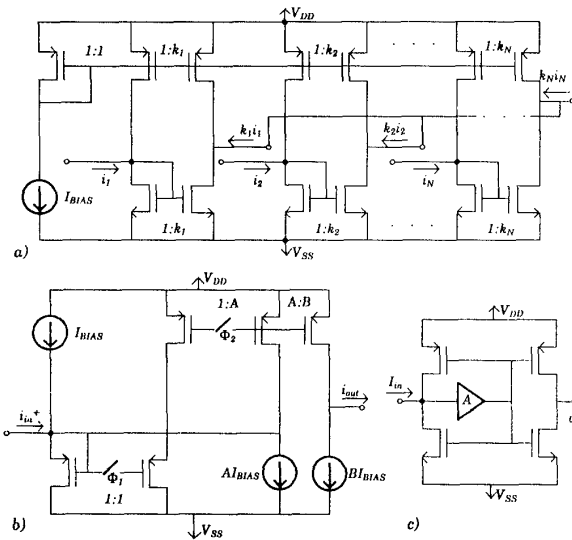 V_DD
1:1 1:k_1 1:k_2 · · · 1:k_N
k_N i_N
k_1 i_1 k_2 i_2
i_1 i_2 i_N
I_BIAS
1:k_1 1:k_2 · · · 1:k_N
a)
V_SS
V_DD
1:A A:B
I_BIAS Φ_2
i_in+ i_out
Φ_1 AI_BIAS BI_BIAS
1:1
b)
V_SS
V_DD
I_in A
V_SS
c)